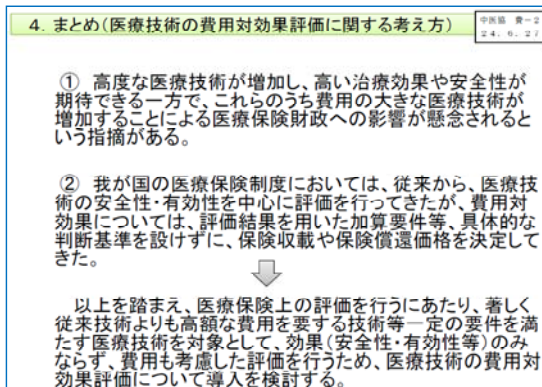 4. まとめ(医療技術の費用対効果評価に関する考え方)
中医協 費-2
24.6.27
① 高度な医療技術が増加し、高い治療効果や安全性が
期待できる一方で、これらのうち費用の大きな医療技術が
増加することによる医療保険財政への影響が懸念されると
いう指摘がある。
② 我が国の医療保険制度においては、従来から、医療技
術の安全性・有効性を中心に評価を行ってきたが、費用対
効果については、評価結果を用いた加算要件等、具体的な
判断基準を設けずに、保険収載や保険償還価格を決定して
きた。
以上を踏まえ、医療保険上の評価を行うにあたり、著しく
従来技術よりも高額な費用を要する技術等一定の要件を満
たす医療技術を対象として、効果(安全性・有効性等)のみ
ならず、費用も考慮した評価を行うため、医療技術の費用対
効果評価について導入を検討する。